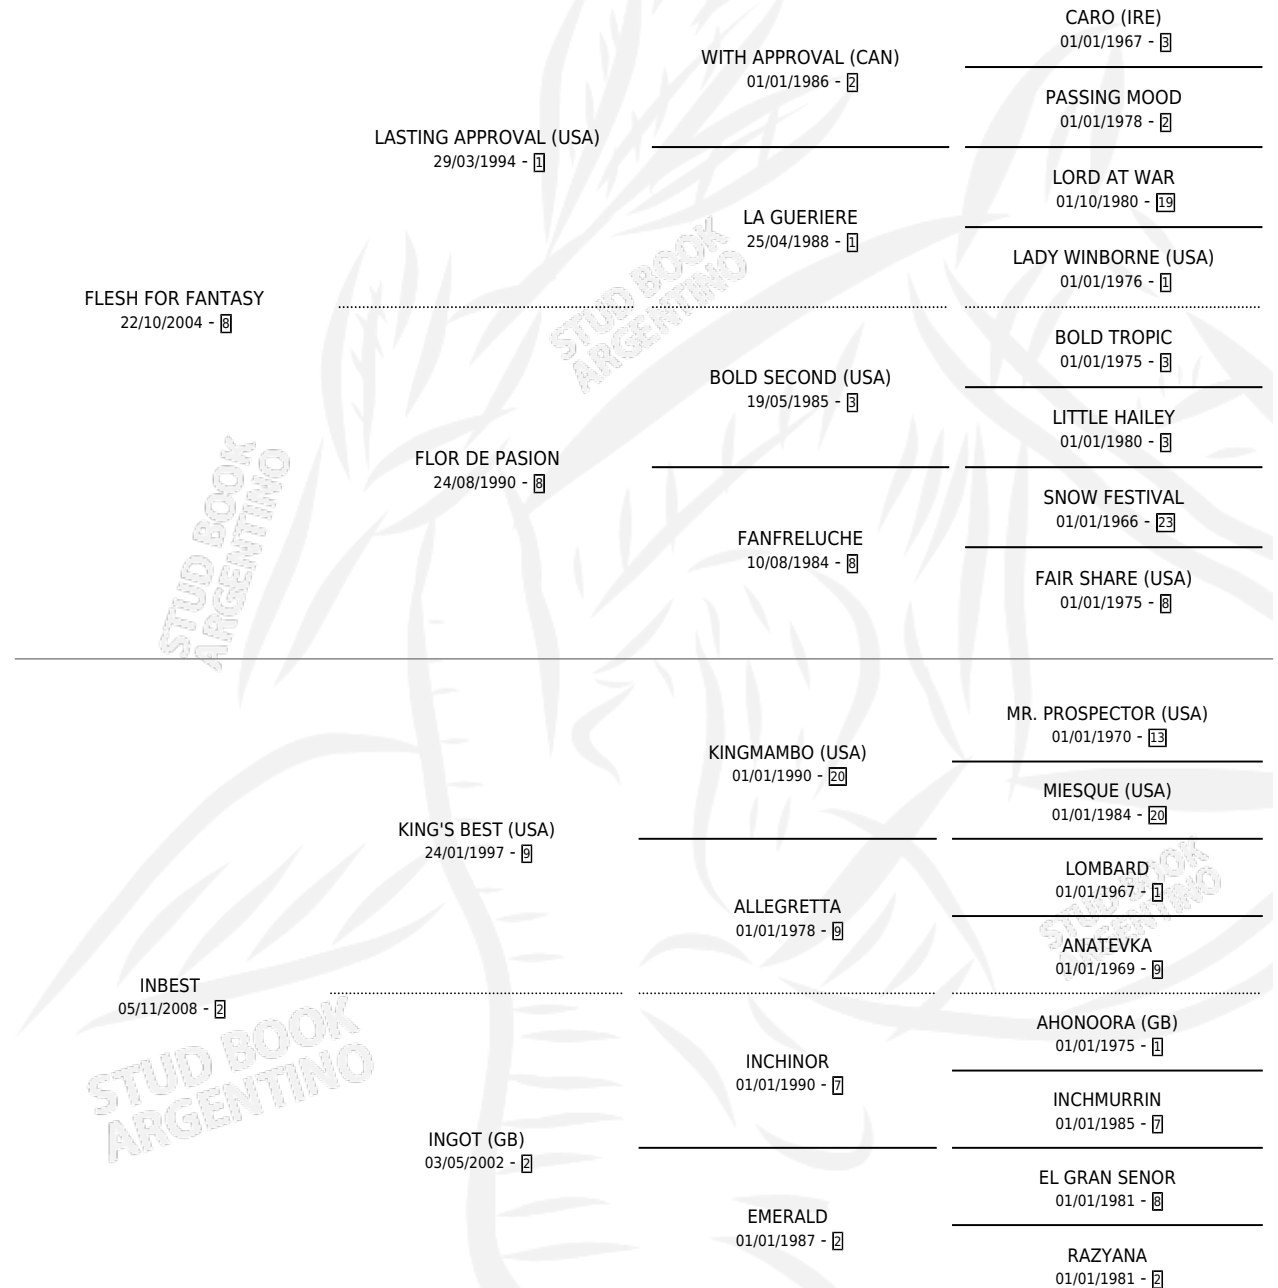 CARO (IRE)
01/01/1967 - 3
WITH APPROVAL (CAN)
01/01/1986 - 2
PASSING MOOD
01/01/1978 - 2
LASTING APPROVAL (USA)
29/03/1994 - 1
LORD AT WAR
01/10/1980 - 19
LA GUERIERE
25/04/1988 - 1
LADY WINBORNE (USA)
01/01/1976 - 1
FLESH FOR FANTASY
22/10/2004 - 8
BOLD TROPIC
01/01/1975 - 3
BOLD SECOND (USA)
19/05/1985 - 3
LITTLE HAILEY
01/01/1980 - 3
FLOR DE PASION
24/08/1990 - 8
SNOW FESTIVAL
01/01/1966 - 23
FANFRELUCHE
10/08/1984 - 8
FAIR SHARE (USA)
01/01/1975 - 8
MR. PROSPECTOR (USA)
01/01/1970 - 13
KINGMAMBO (USA)
01/01/1990 - 20
MIESQUE (USA)
01/01/1984 - 20
KING'S BEST (USA)
24/01/1997 - 9
LOMBARD
01/01/1967 - 1
ALLEGRETTA
01/01/1978 - 9
ANATEVKA
01/01/1969 - 9
INBEST
05/11/2008 - 2
AHONOORA (GB)
01/01/1975 - 1
INCHINOR
01/01/1990 - 7
INCHMURRIN
01/01/1985 - 7
INGOT (GB)
03/05/2002 - 2
EL GRAN SENOR
01/01/1981 - 8
EMERALD
01/01/1987 - 2
RAZYANA
01/01/1981 - 2
STUD BOOK
ARGENTINO
STUD BOOK
ARGENTINO
STUD BOOK
ARGENTINO
STUD BOOK
ARGENTINO